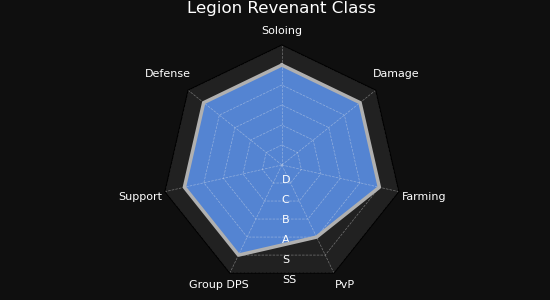 Legion Revenant Class
Soloing
Defense
Damage
Support
Farming
D
C
B
A
S
SS
Group DPS
PvP